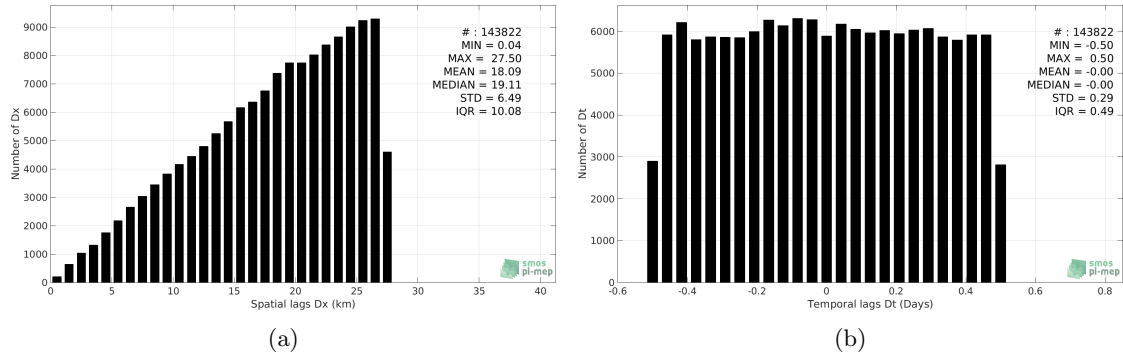 9000
8000
7000
6000
5000
4000
3000
2000
1000
0
Number of Dx
# : 143822
MIN = 0.04
MAX = 27.50
MEAN = 18.09
MEDIAN = 19.11
STD = 6.49
IQR = 10.08
smos
pi-mep
0 5 10 15 20 25 30 35 40
Spatial lags Dx (km)
(a)
6000
5000
4000
3000
2000
1000
0
Number of Dt
# : 143822
MIN = -0.50
MAX = 0.50
MEAN = -0.00
MEDIAN = -0.00
STD = 0.29
IQR = 0.49
smos
pi-mep
-0.6 -0.4 -0.2 0 0.2 0.4 0.6 0.8
Temporal lags Dt (Days)
(b)